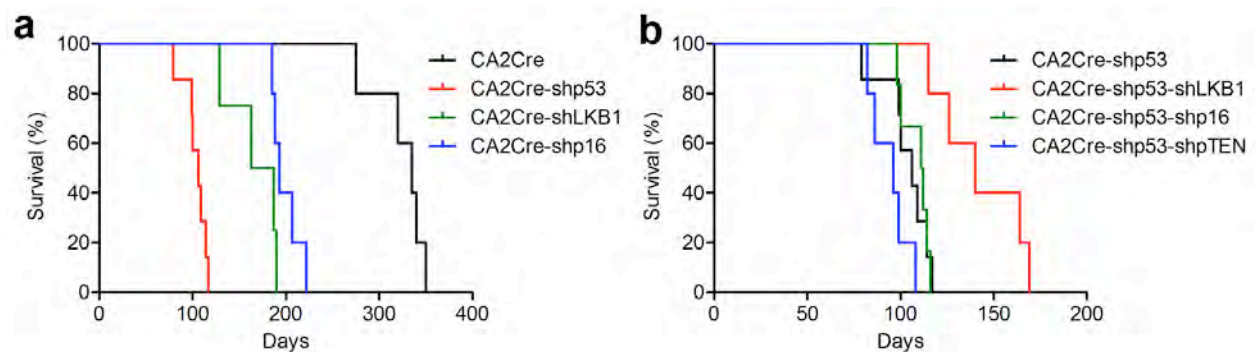 a
100
80
60
40
20
0
Survival (%)
0 100 200 300 400
Days
CA2Cre
CA2Cre-shp53
CA2Cre-shLKB1
CA2Cre-shp16
b
100
80
60
40
20
0
Survival (%)
0 50 100 150 200
Days
CA2Cre-shp53
CA2Cre-shp53-shLKB1
CA2Cre-shp53-shp16
CA2Cre-shp53-shpTEN